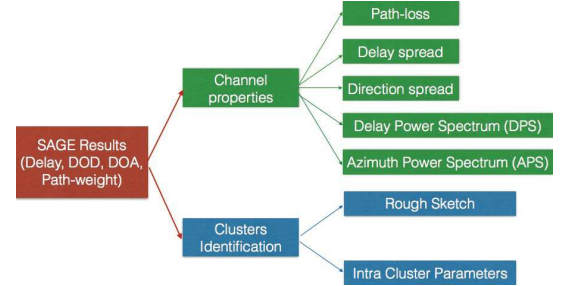 Path-loss
Delay spread
Channel
properties
Direction spread
Delay Power Spectrum (DPS)
SAGE Results
(Delay, DOD, DOA,
Path-weight)
Azimuth Power Spectrum (APS)
Rough Sketch
Clusters
Identification
Intra Cluster Parameters